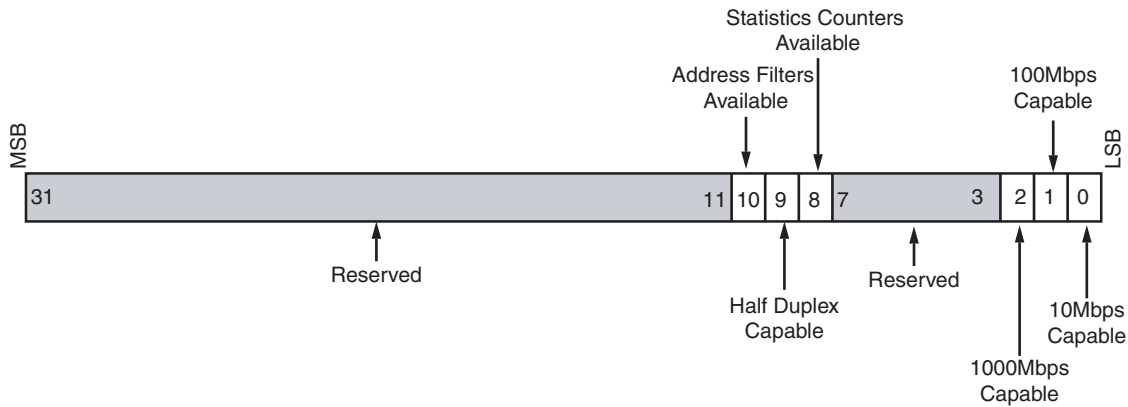 Statistics Counters
Available
Address Filters
Available
100Mbps
Capable
MSB
LSB
31
11
10
9
8
7
3
2
1
0
Reserved
Half Duplex
Capable
Reserved
1000Mbps
Capable
10Mbps
Capable